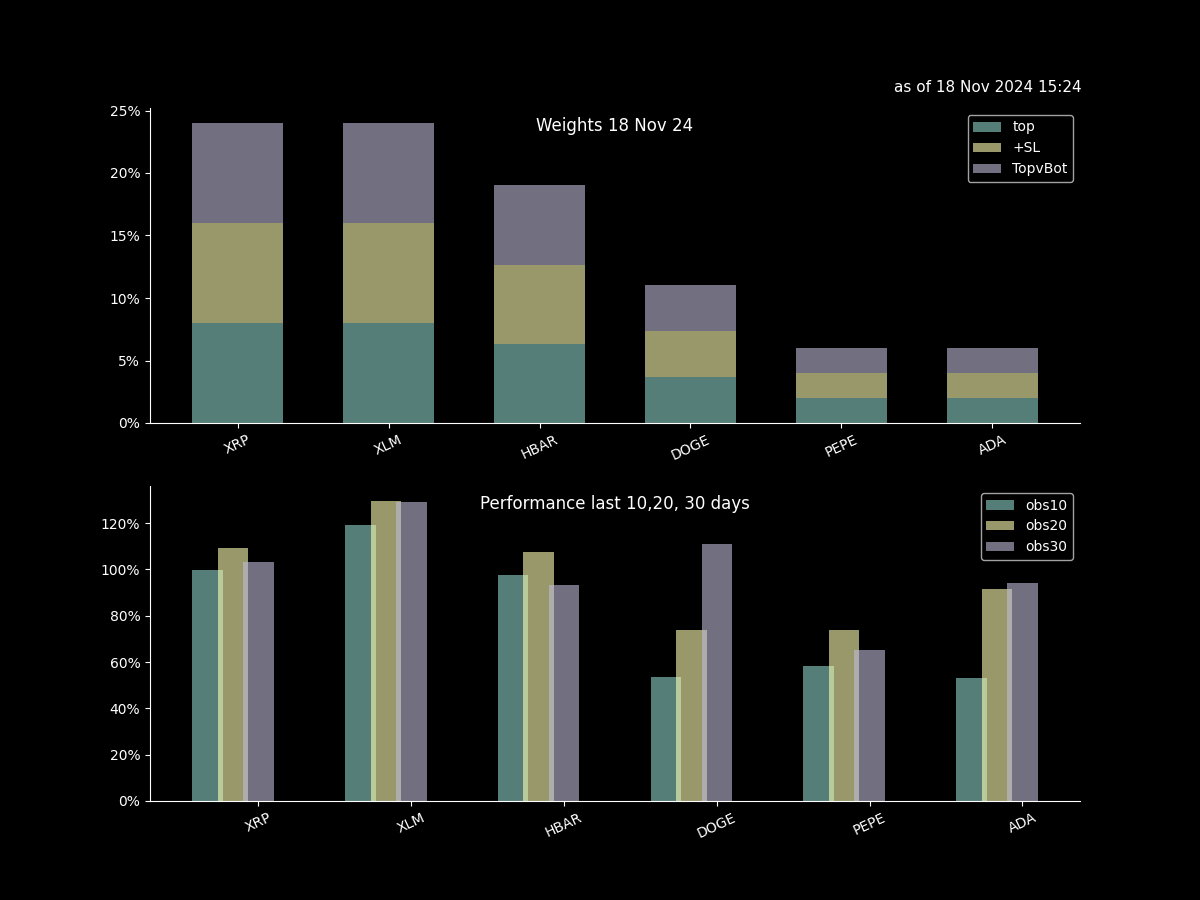 as of 18 Nov 2024 15:24
Weights 18 Nov 24
top
+SL
TopvBot
25%
20%
15%
10%
5%
0%
XRP XLM HBAR DOGE PEPE ADA
Performance last 10,20, 30 days
obs10
obs20
obs30
120%
100%
80%
60%
40%
20%
0%
XRP XLM HBAR DOGE PEPE ADA